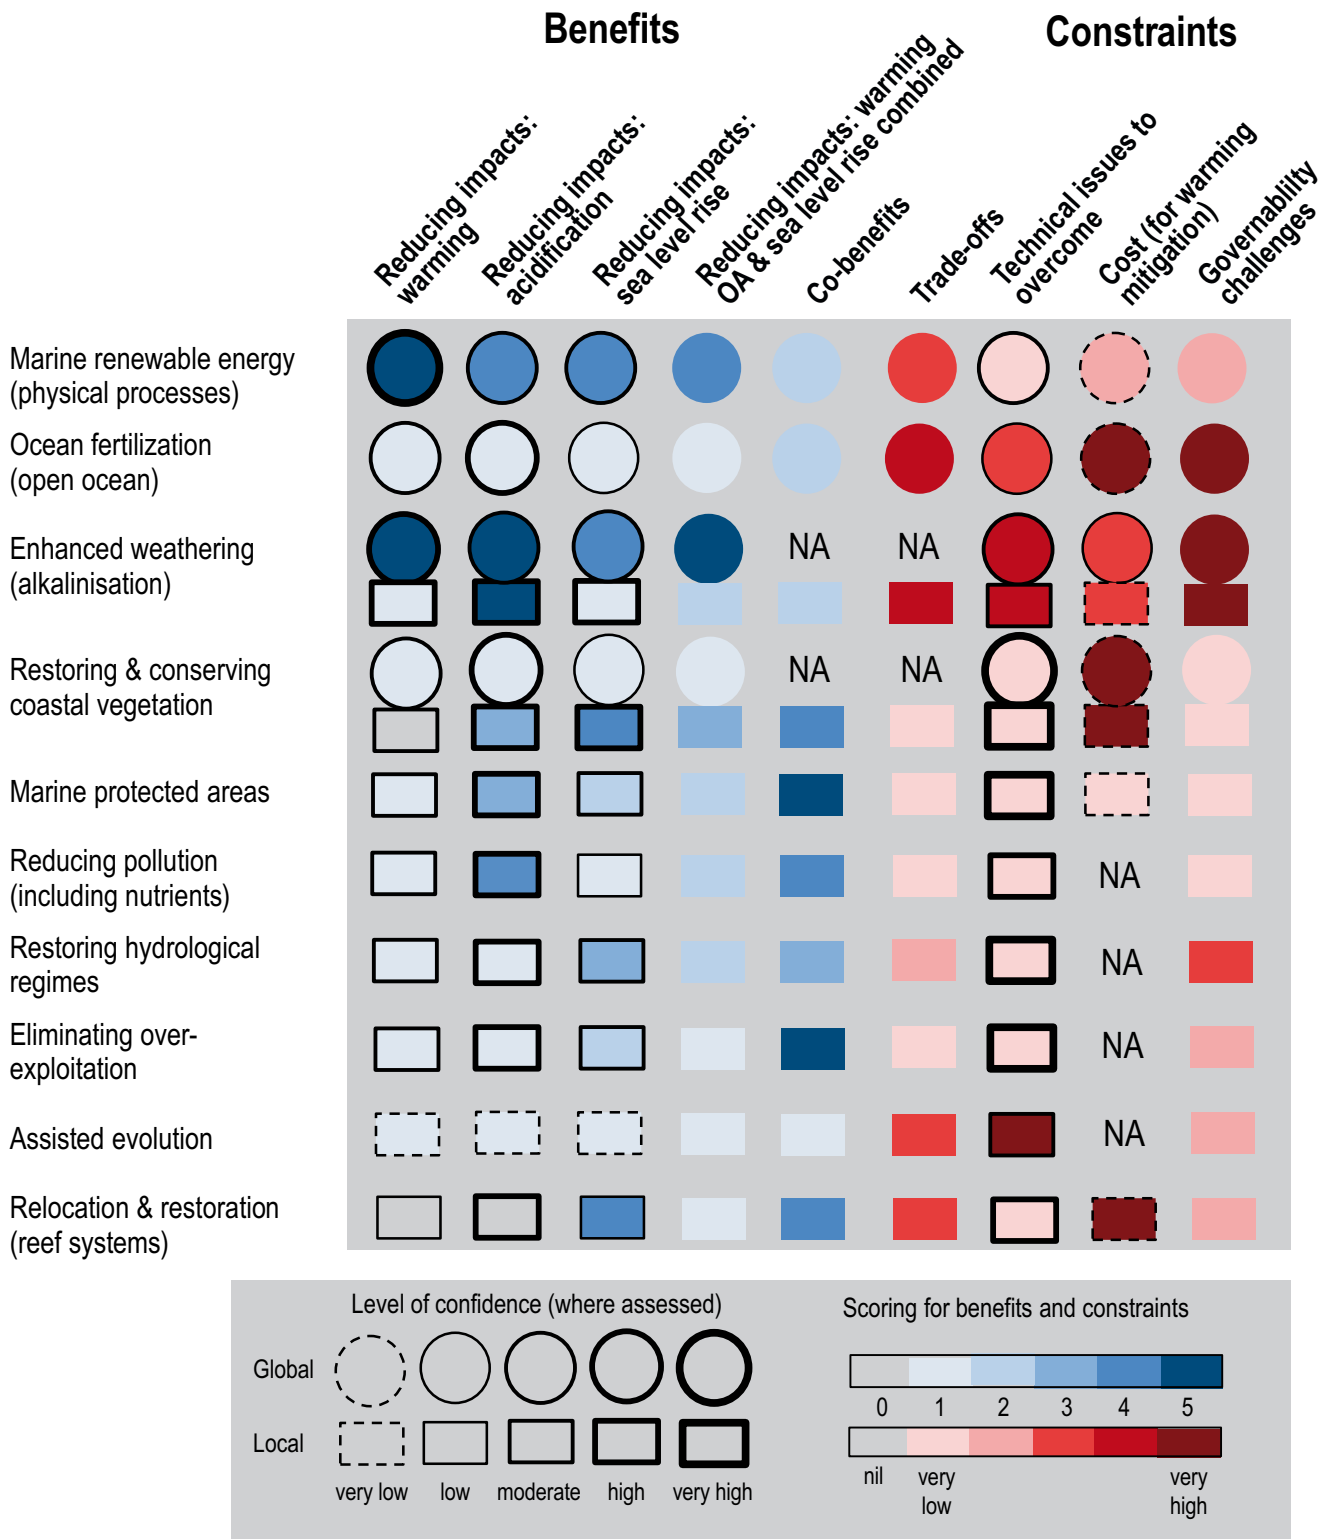 Benefits
Constraints
Reducing impacts:
warming
Reducing impacts:
acidification
Reducing impacts:
sea level rise
Reducing impacts: warming
OA & sea level rise combined
Co-benefits
Trade-offs
Technical issues to
overcome
Cost (for warming
mitigation)
Governablilty
challenges
Marine renewable energy
(physical processes)
Ocean fertilization
(open ocean)
Enhanced weathering
(alkalinisation)
NA
NA
Restoring & conserving
coastal vegetation
NA
NA
Marine protected areas
Reducing pollution
(including nutrients)
NA
Restoring hydrological
regimes
NA
Eliminating over-
exploitation
NA
Assisted evolution
NA
Relocation & restoration
(reef systems)
Level of confidence (where assessed)
Global
Local
very low
low
moderate
high
very high
Scoring for benefits and constraints
0 1 2 3 4 5
nil
very
low
very
high